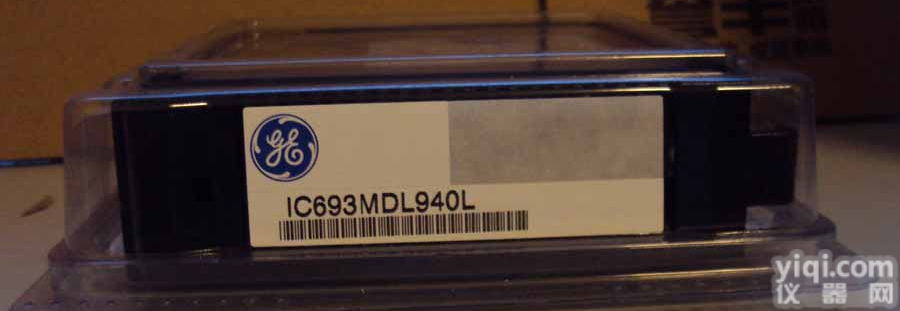 GE
IC693MDL940L
yiqi.com
仪器网